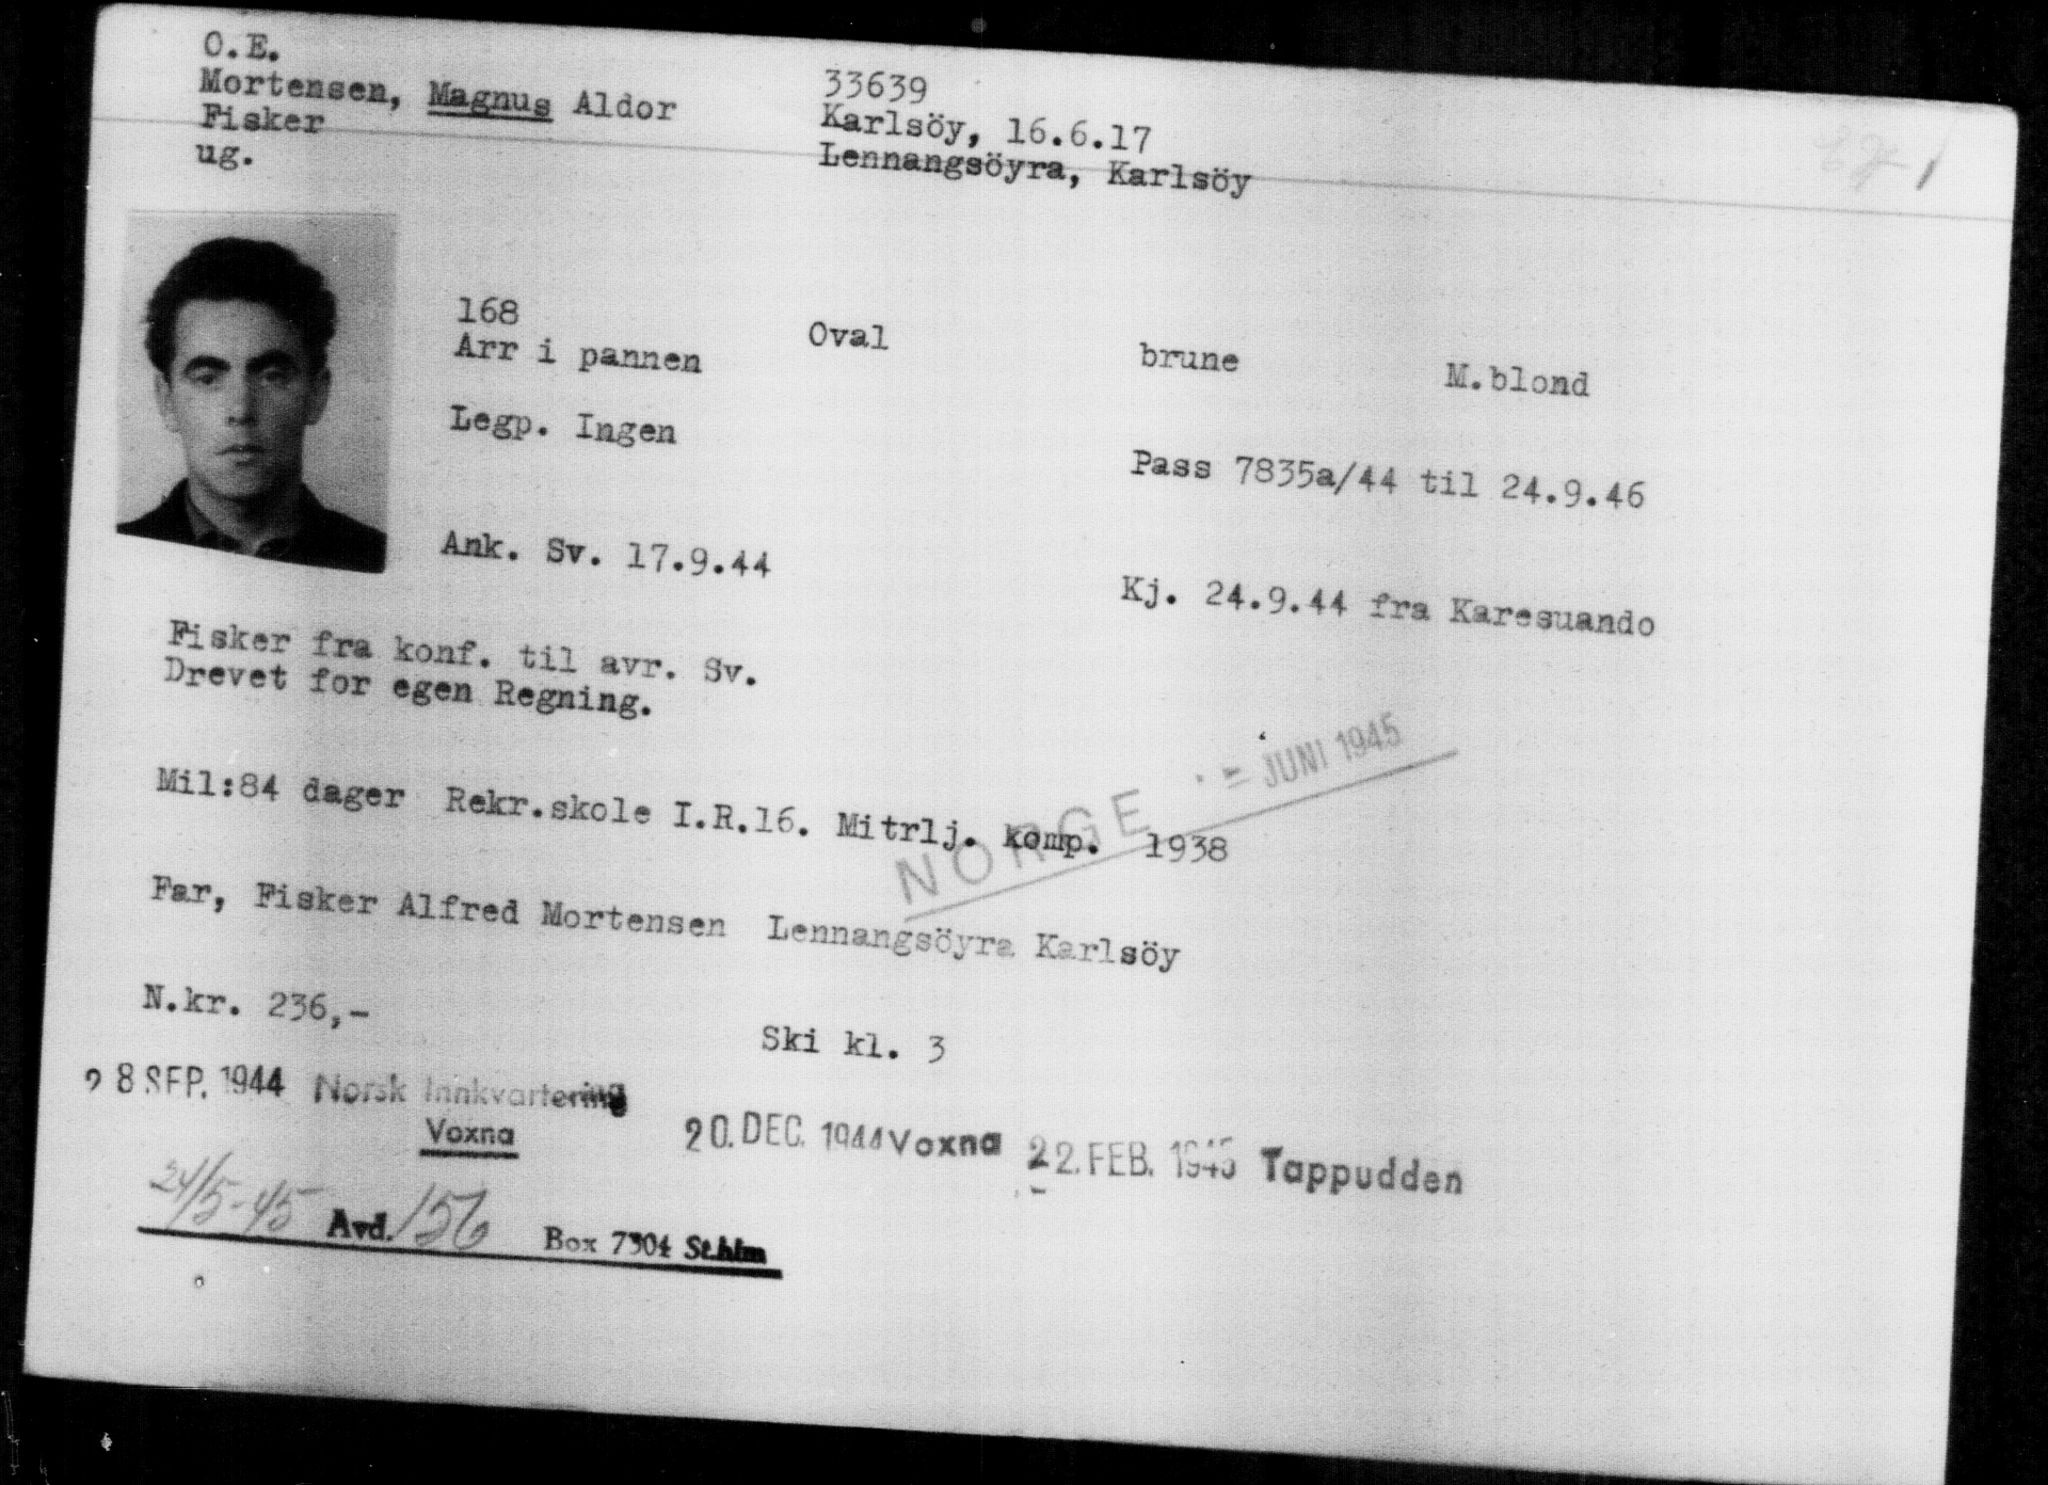 O.E.
Mortensen, Magnus Aldor 33639
Fisker Karlsöy, 16.6.17
ug. Lennangsöyra, Karlsöy
168 Oval brune M.blond
Arr i pannen
Legp. Ingen Pass 7835a/44 til 24.9.46
Ank. Sv. 17.9.44 Kj. 24.9.44 fra Karesuando
Fisker fra konf. til avr. Sv.
Drevet for egen Regning.
JUNI 1945
NORGE
Mil:84 dager Rekr.skole I.R.16. Mitrlj. komp. 1938
Far, Fisker Alfred Mortensen Lennangsöyra Karlsöy
N.kr. 236,- Ski kl. 3
28 SEP. 1944 Norsk Innkvartering
Voxna 20. DEC. 1944 Voxna 22. FEB. 1945 Tappudden
24/5-45 Avd. 156 Box 7304 St.hlm